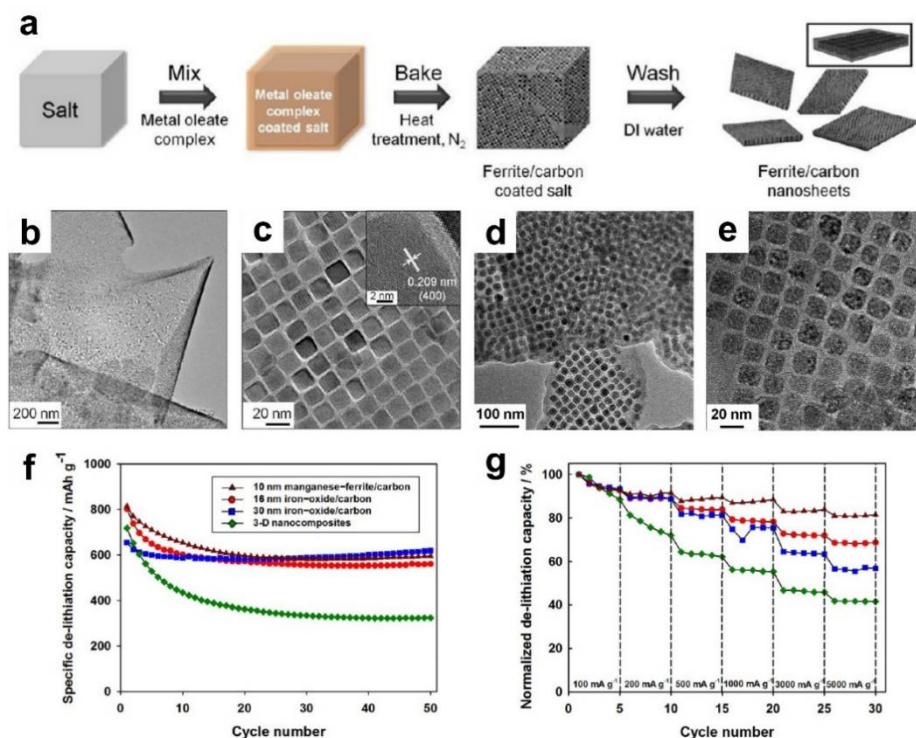 a
Salt
Mix
Metal oleate
complex
Metal oleate
complex
coated salt
Bake
Heat
treatment, N2
Ferrite/carbon
coated salt
Wash
DI water
Ferrite/carbon
nanosheets
b
200 nm
c
2 nm
0.209 nm
(400)
20 nm
d
100 nm
e
20 nm
f
Specific de-lithiation capacity / mAh g-1
1000
800
600
400
200
0
10 nm manganese-ferrite/carbon
16 nm iron-oxide/carbon
30 nm iron-oxide/carbon
3-D nanocomposites
0 10 20 30 40 50
Cycle number
g
Normalized de-lithiation capacity / %
100
80
60
40
20
0
100 mA g-1 200 mA g-1 500 mA g-1 1000 mA g-1 3000 mA g-1 5000 mA g-1
0 5 10 15 20 25 30
Cycle number